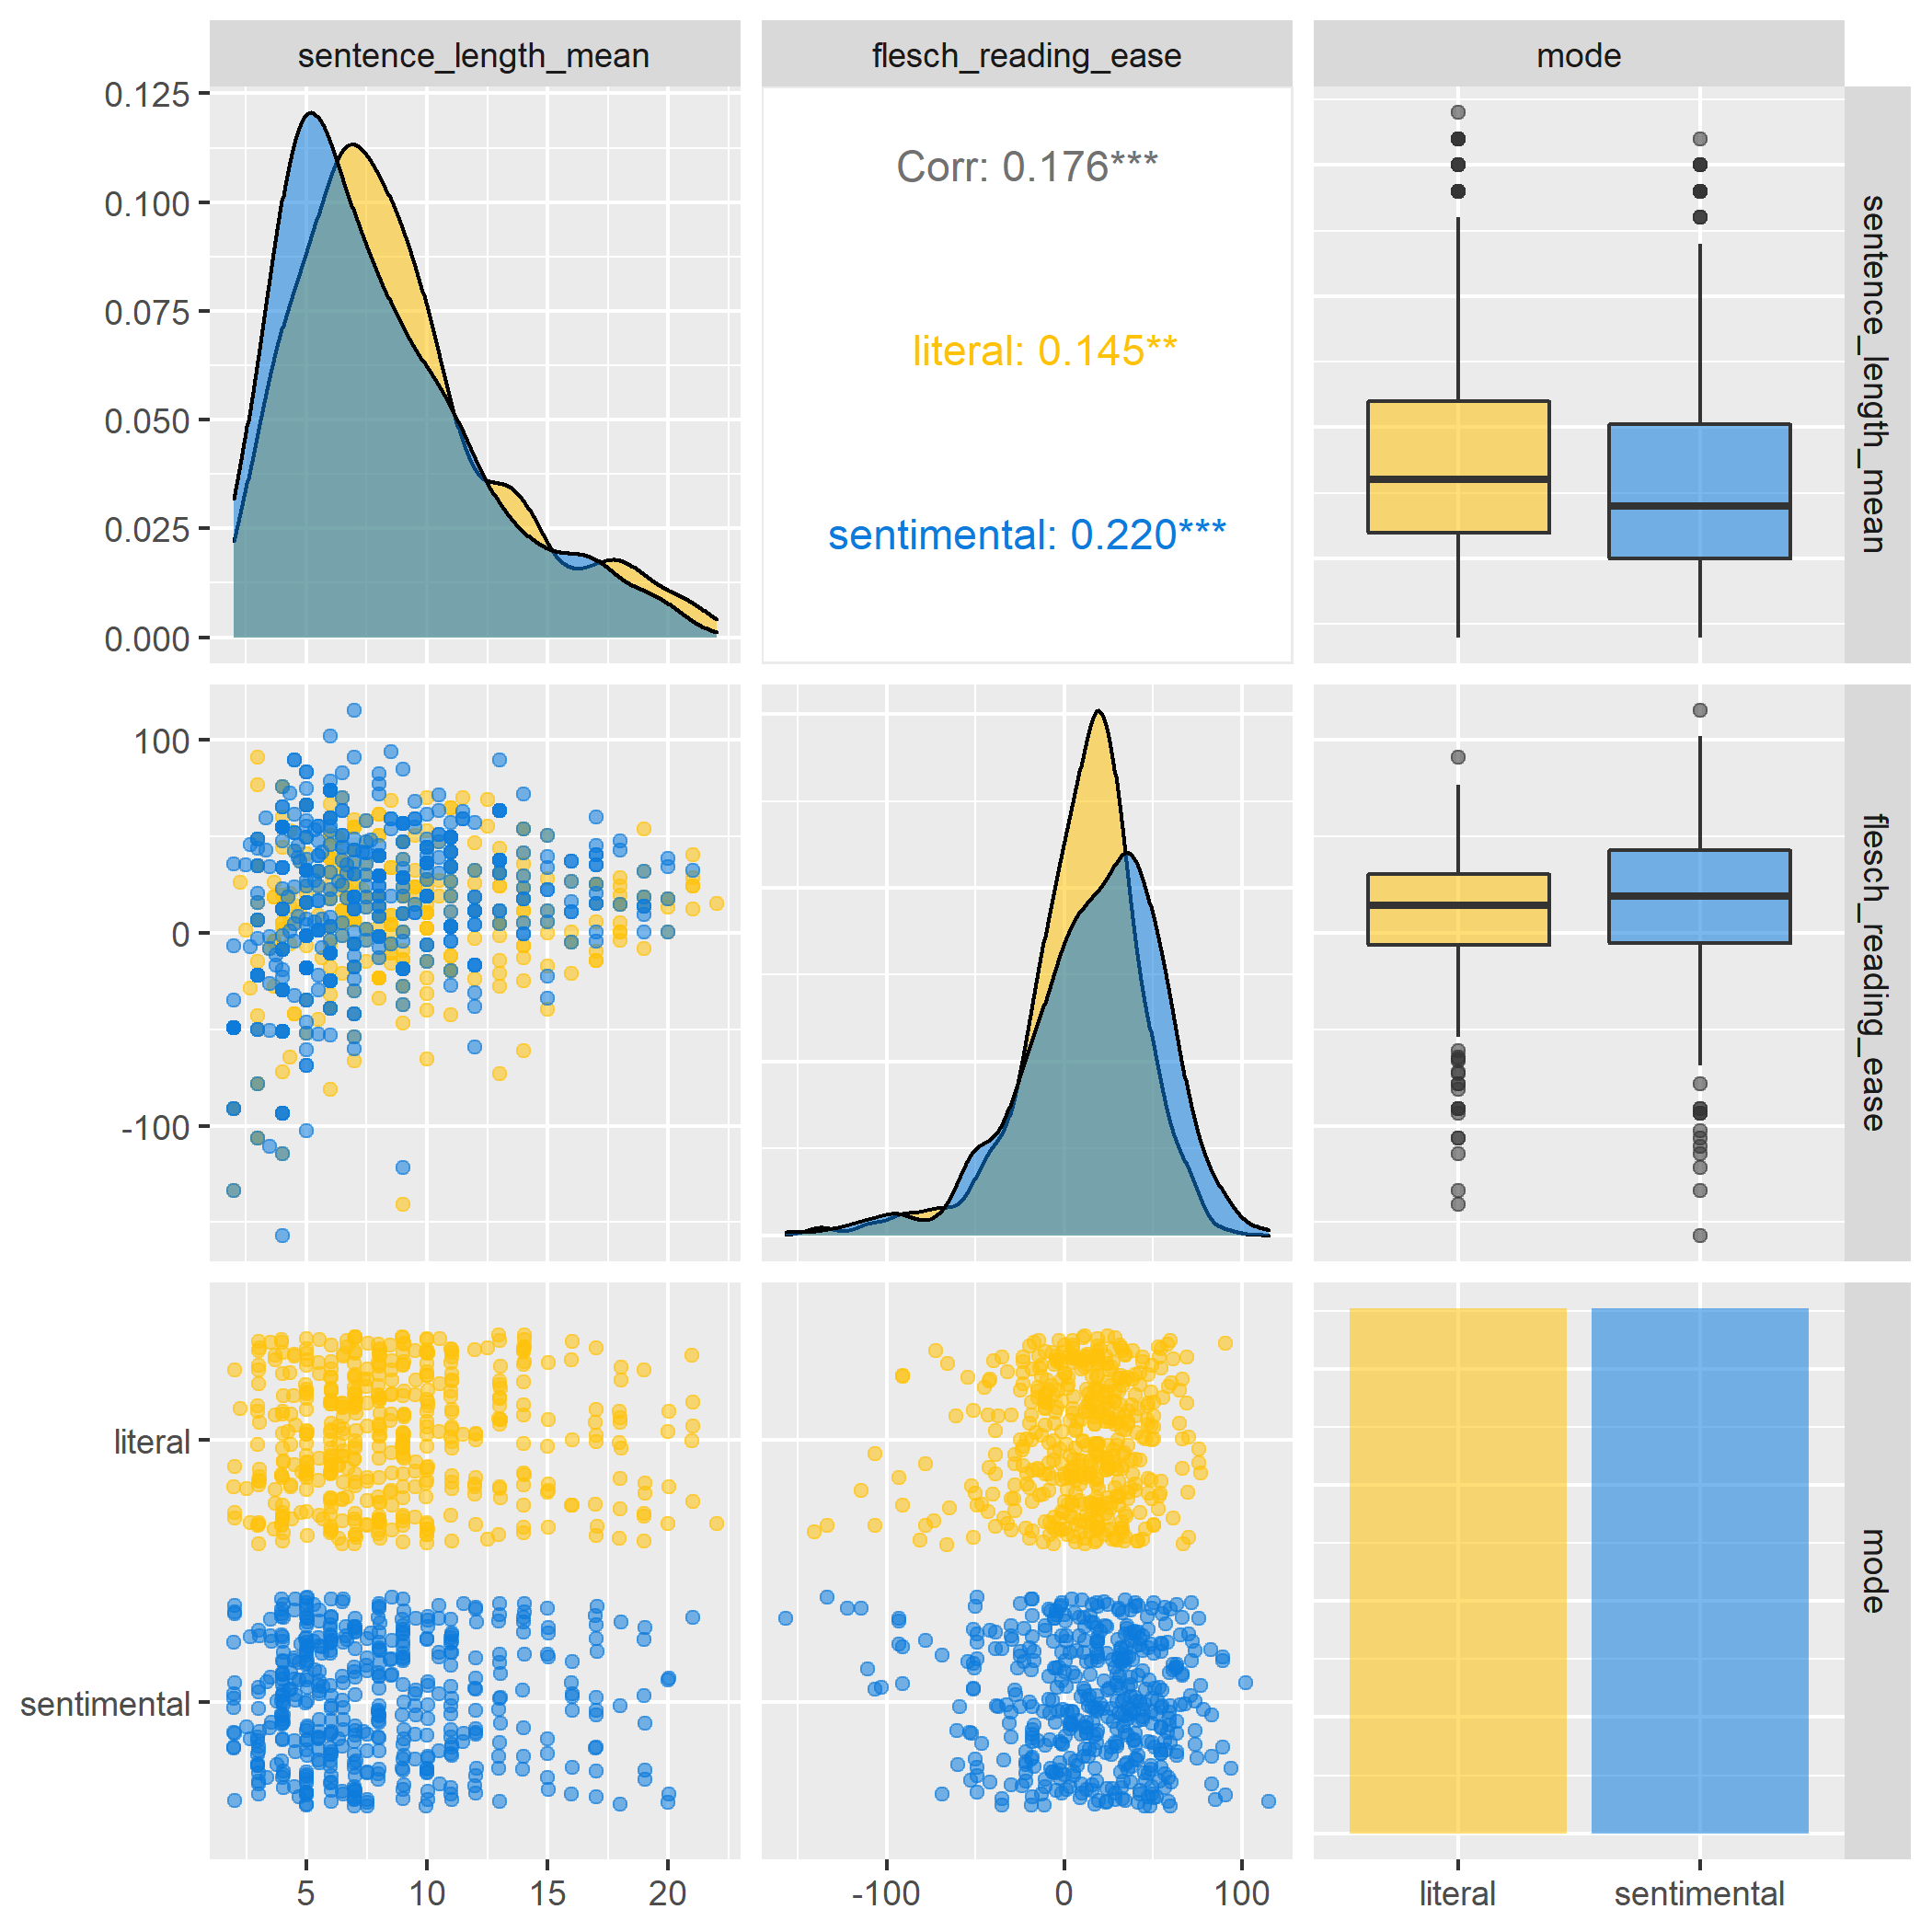 sentence_length_mean
flesch_reading_ease
mode
0.125
0.100
0.075
0.050
0.025
0.000
Corr: 0.176***
literal: 0.145**
sentimental: 0.220***
sentence_length_mean
100
0
-100
flesch_reading_ease
literal
sentimental
mode
5 10 15 20
-100 0 100
literal sentimental